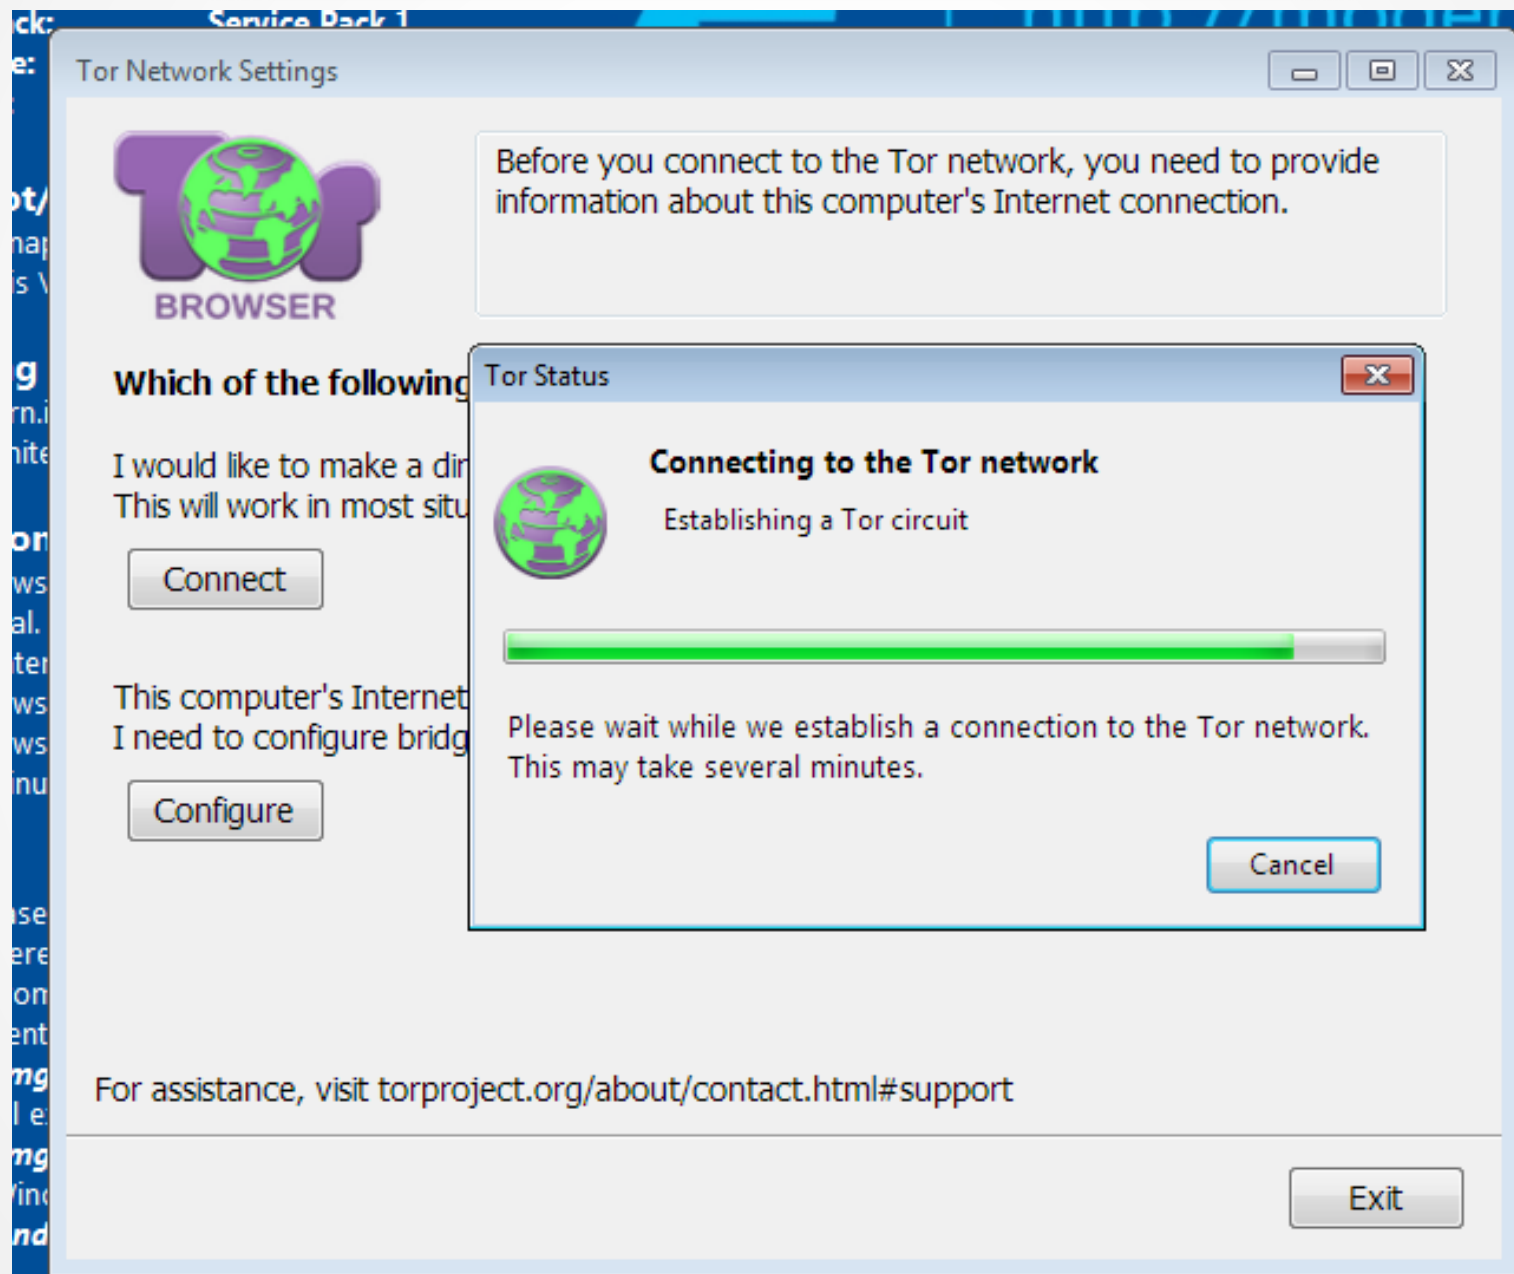 Service Pack 1
Tor Network Settings
Tor
BROWSER
Before you connect to the Tor network, you need to provide
information about this computer's Internet connection.
Which of the following
I would like to make a dir
This will work in most situ
Connect
This computer's Internet
I need to configure bridg
Configure
Tor Status
Connecting to the Tor network
Establishing a Tor circuit
Please wait while we establish a connection to the Tor network.
This may take several minutes.
Cancel
For assistance, visit torproject.org/about/contact.html#support
Exit